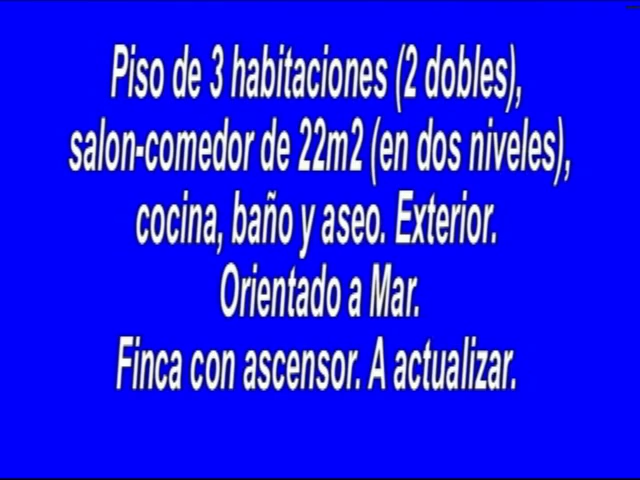 Piso de 3 habitaciones (2 dobles),
salon-comedor de 22m2 (en dos niveles),
cocina, baño y aseo. Exterior.
Orientado a Mar.
Finca con ascensor. A actualizar.